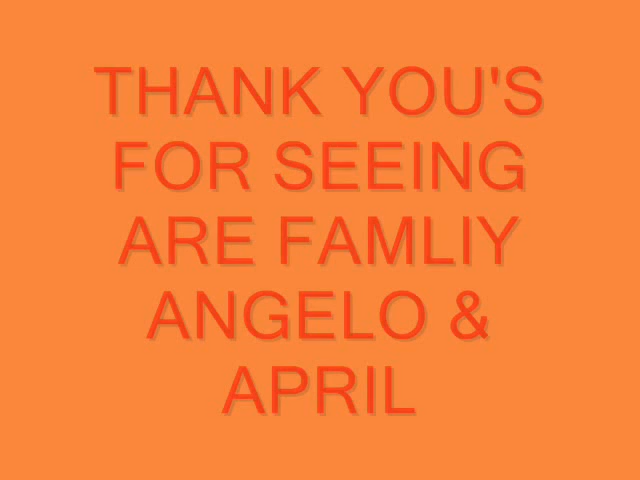 THANK YOU'S
FOR SEEING
ARE FAMLIY
ANGELO &
APRIL